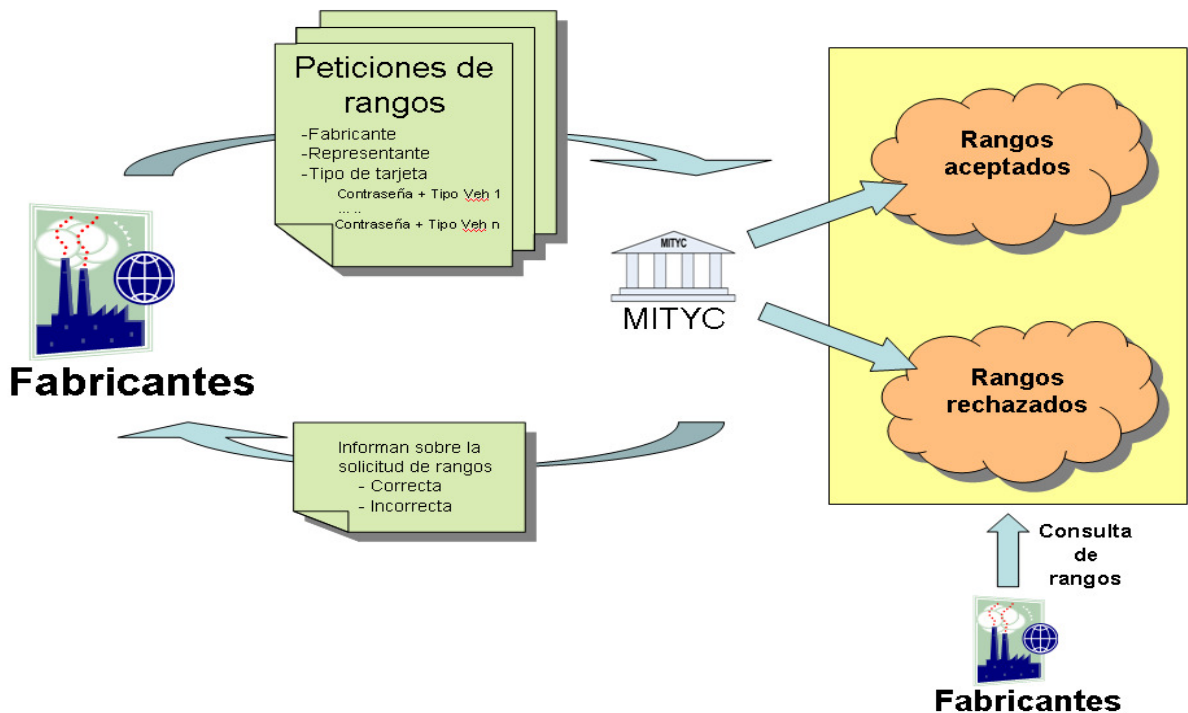 Peticiones de
rangos
-Fabricante
-Representante
-Tipo de tarjeta
Contraseña + Tipo Veh 1
... ..
Contraseña + Tipo Veh n
Fabricantes
MITYC
MITYC
Rangos
aceptados
Rangos
rechazados
Informan sobre la
solicitud de rangos
- Correcta
- Incorrecta
Consulta
de
rangos
Fabricantes